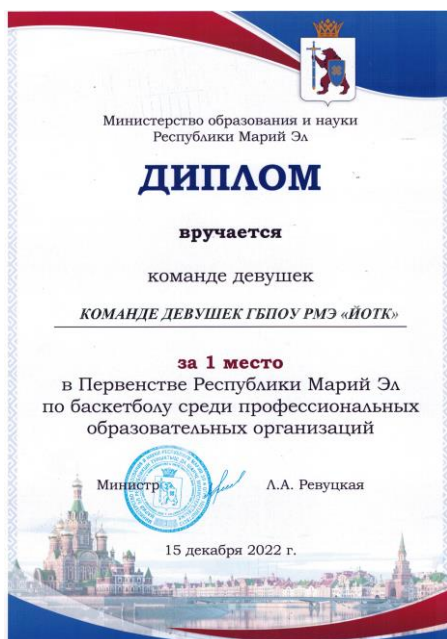 Министерство образования и науки
Республики Марий Эл
ДИПЛОМ
вручается
команде девушек
КОМАНДЕ ДЕВУШЕК ГБПОУ РМЭ «ЙОТК»
за 1 место
в Первенстве Республики Марий Эл
по баскетболу среди профессиональных
образовательных организаций
Министр Л.А. Ревуцкая
15 декабря 2022 г.